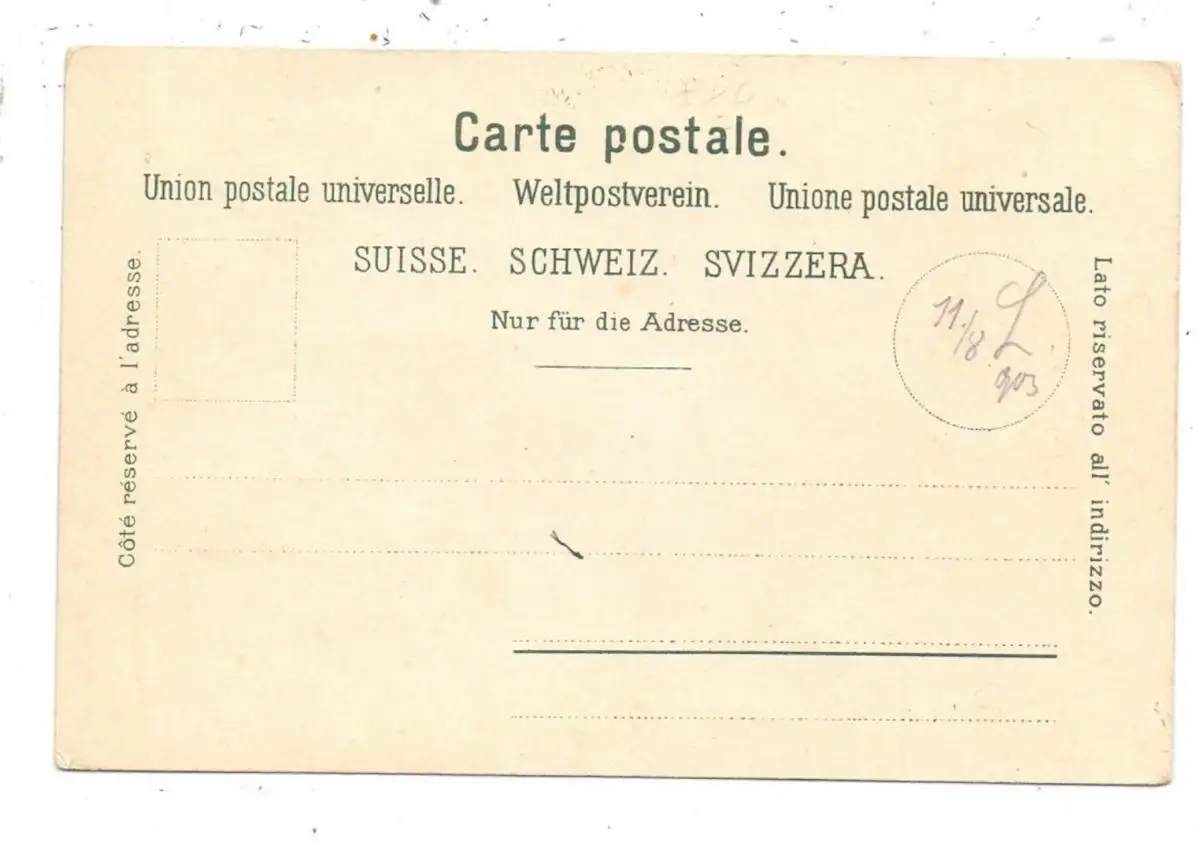 Carte postale.
Union postale universelle. Weltpostverein. Unione postale universale.
SUISSE. SCHWEIZ. SVIZZERA.
Nur für die Adresse.
Côté réservé à l'adresse.
Lato riservato all' indirizzo.
11./8 L
903